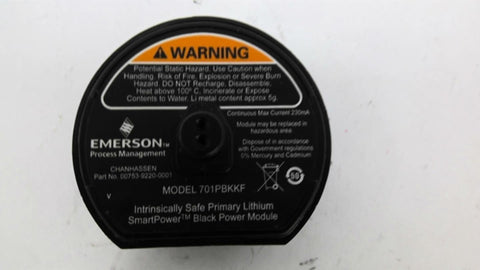 WARNING
Potential Static Hazard. Use Caution when
Handling. Risk of Fire, Explosion or Severe Burn
Hazard. DO NOT Recharge, Disassemble,
Heat above 100° C, Incinerate or Expose
Contents to Water. Li metal content approx 5g.
Continuous Max Current 230mA
Module may be replaced in
hazardous area
Dispose of in accordance
with Government regulations
0% Mercury and Cadmium
EMERSON™
Process Management
CHANHASSEN
Part No. 00753-9220-0001
MODEL 701PBKKF
V
Intrinsically Safe Primary Lithium
SmartPower™ Black Power Module